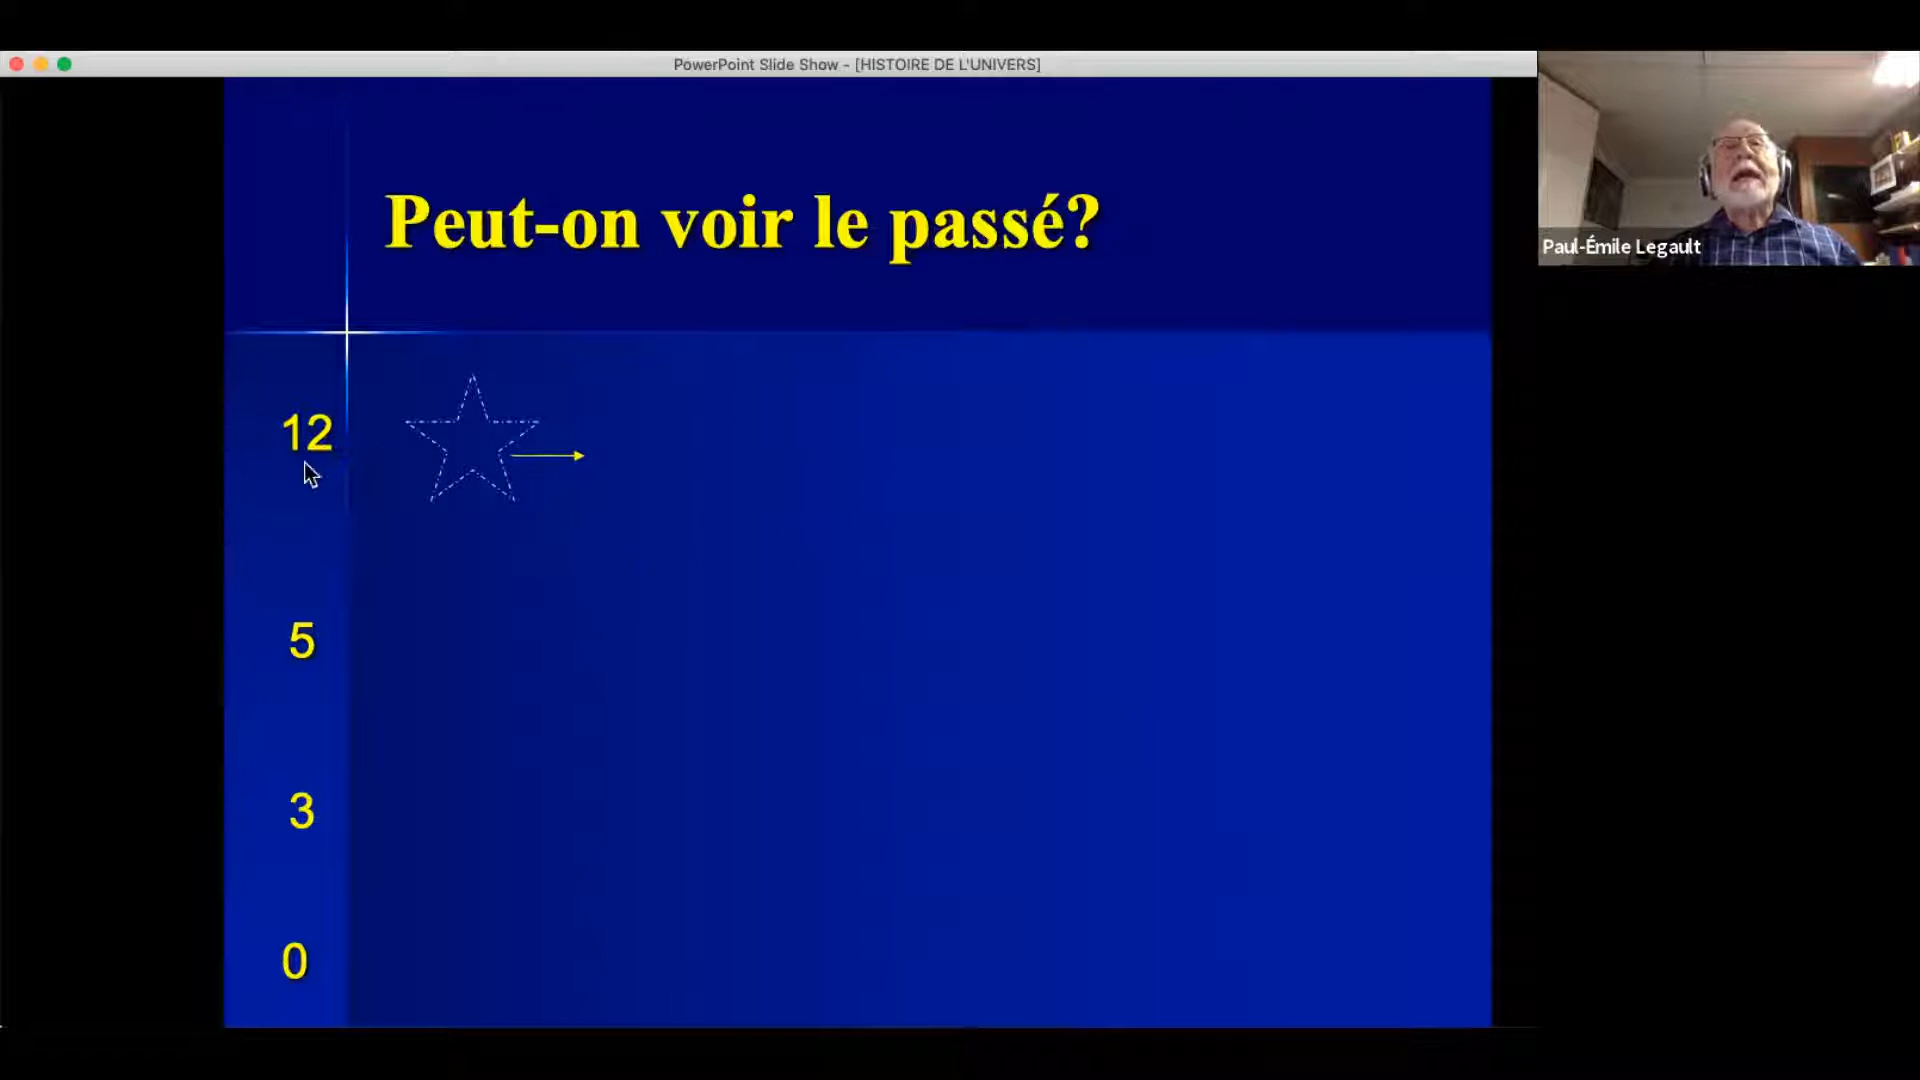 PowerPoint Slide Show - [HISTOIRE DE L'UNIVERS]
Peut-on voir le passé?
Paul-Émile Legault
12
5
3
0